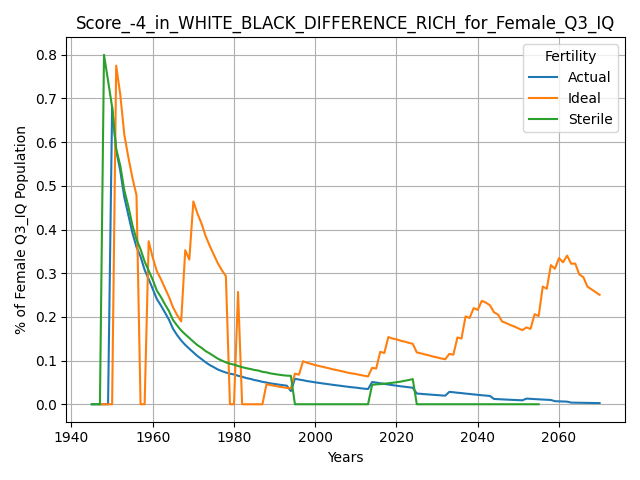 Score_-4_in_WHITE_BLACK_DIFFERENCE_RICH_for_Female_Q3_IQ
Fertility
Actual
Ideal
Sterile
% of Female Q3_IQ Population
0.8
0.7
0.6
0.5
0.4
0.3
0.2
0.1
0.0
1940 1960 1980 2000 2020 2040 2060
Years